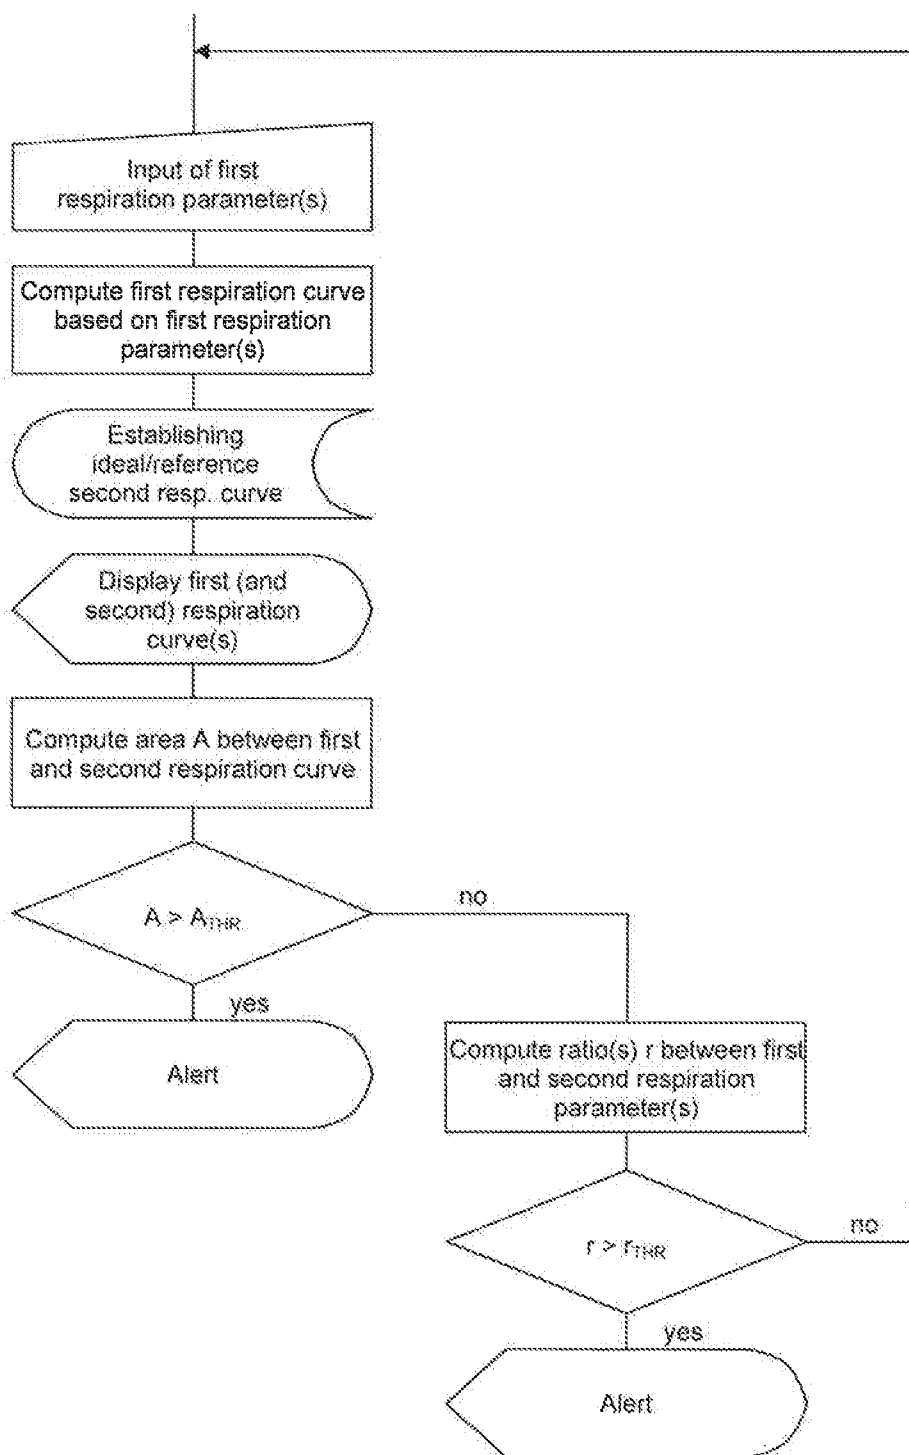 Input of first
respiration parameter(s)
Compute first respiration curve
based on first respiration
parameter(s)
Establishing
ideal/reference
second resp. curve
Display first (and
second) respiration
curve(s)
Compute area A between first
and second respiration curve
A > ATHR
no
yes
Alert
Compute ratio(s) r between first
and second respiration
parameter(s)
r > rTHR
no
yes
Alert